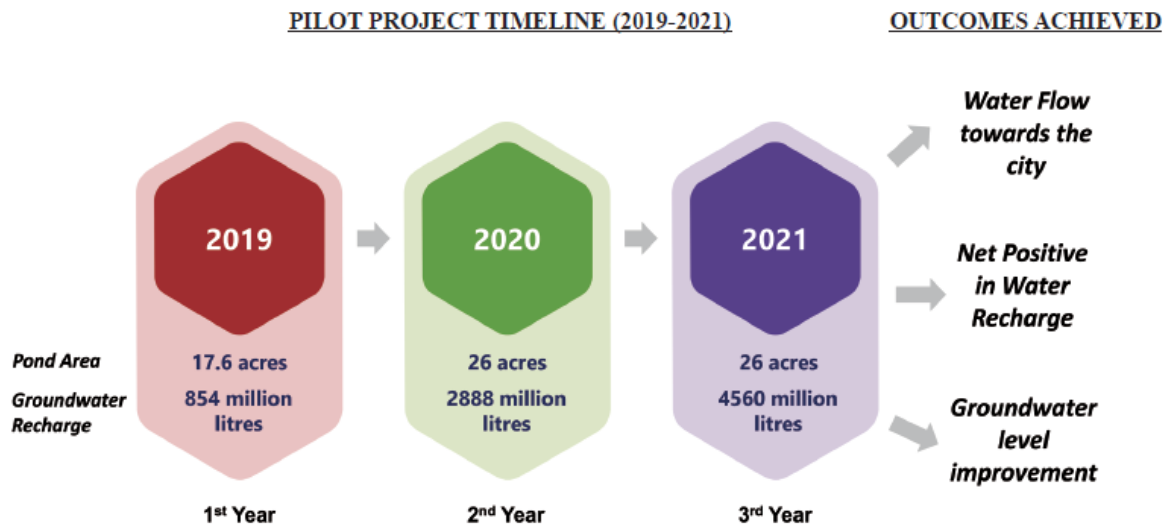 PILOT PROJECT TIMELINE (2019-2021)
OUTCOMES ACHIEVED
2019
2020
2021
Pond Area
17.6 acres
26 acres
26 acres
Groundwater
Recharge
854 million
litres
2888 million
litres
4560 million
litres
1st Year
2nd Year
3rd Year
Water Flow
towards the
city
Net Positive
in Water
Recharge
Groundwater
level
improvement